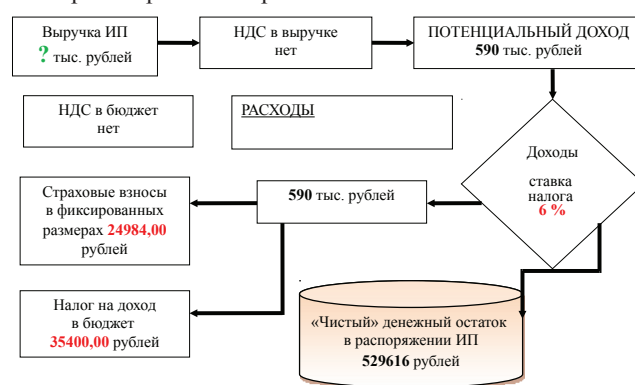 Выручка ИП
? тыс. рублей
НДС в выручке
нет
ПОТЕНЦИАЛЬНЫЙ ДОХОД
590 тыс. рублей
НДС в бюджет
нет
РАСХОДЫ
Доходы
ставка
налога
6 %
Страховые взносы
в фиксированных
размерах 24984,00
рублей
590 тыс. рублей
Налог на доход
в бюджет
35400,00 рублей
«Чистый» денежный остаток
в распоряжении ИП
529616 рублей